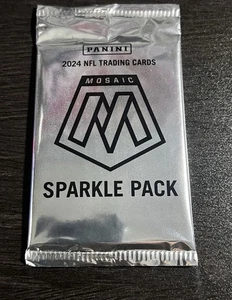 PANINI
2024 NFL TRADING CARDS
MOSAIC
M
SPARKLE PACK